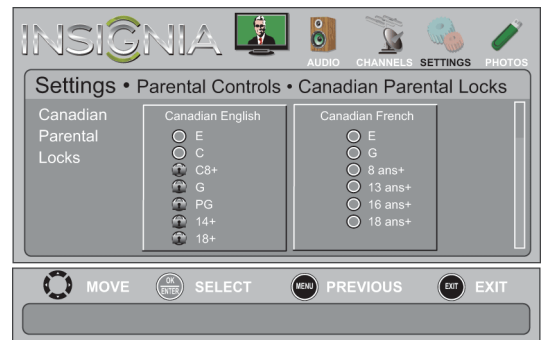 INSIGNIA
AUDIO CHANNELS SETTINGS PHOTOS
Settings • Parental Controls • Canadian Parental Locks
Canadian
Parental
Locks
Canadian English
E
C
C8+
G
PG
14+
18+
Canadian French
E
G
8 ans+
13 ans+
16 ans+
18 ans+
MOVE OK ENTER SELECT MENU PREVIOUS EXIT EXIT